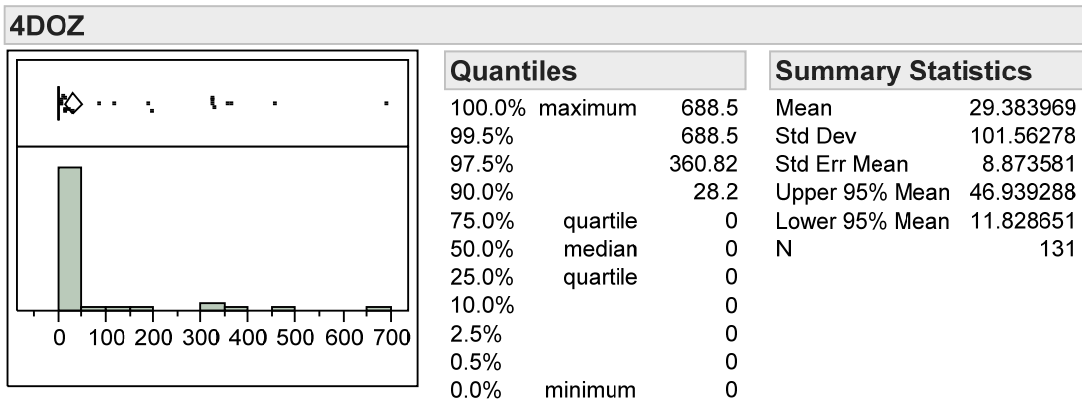 4DOZ
0 100 200 300 400 500 600 700
Quantiles
100.0% maximum 688.5
99.5% 688.5
97.5% 360.82
90.0% 28.2
75.0% quartile 0
50.0% median 0
25.0% quartile 0
10.0% 0
2.5% 0
0.5% 0
0.0% minimum 0
Summary Statistics
Mean 29.383969
Std Dev 101.56278
Std Err Mean 8.873581
Upper 95% Mean 46.939288
Lower 95% Mean 11.828651
N 131